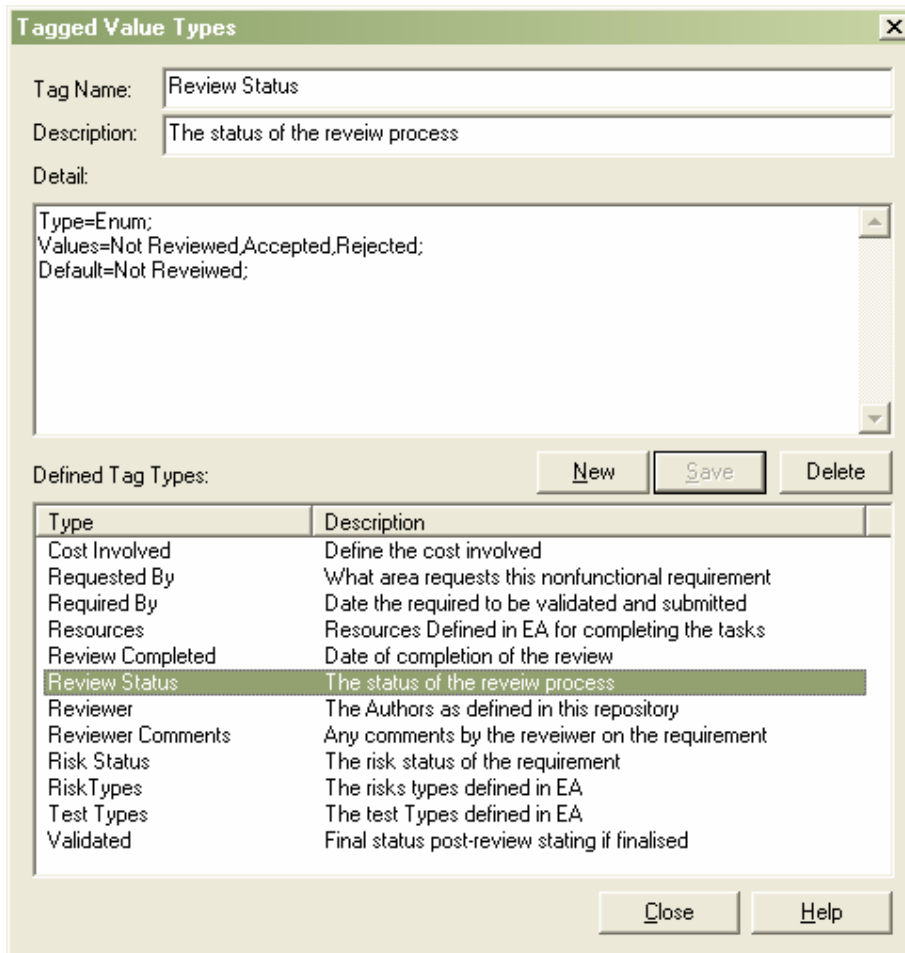 Tagged Value Types
Tag Name: Review Status
Description: The status of the reveiw process
Detail:
Type=Enum;
Values=Not Reviewed,Accepted,Rejected;
Default=Not Reveiwed;
Defined Tag Types: New Save Delete
Type Description
Cost Involved Define the cost involved
Requested By What area requests this nonfunctional requirement
Required By Date the required to be validated and submitted
Resources Resources Defined in EA for completing the tasks
Review Completed Date of completion of the review
Review Status The status of the reveiw process
Reviewer The Authors as defined in this repository
Reviewer Comments Any comments by the reveiwer on the requirement
Risk Status The risk status of the requirement
RiskTypes The risks types defined in EA
Test Types The test Types defined in EA
Validated Final status post-review stating if finalised
Close Help